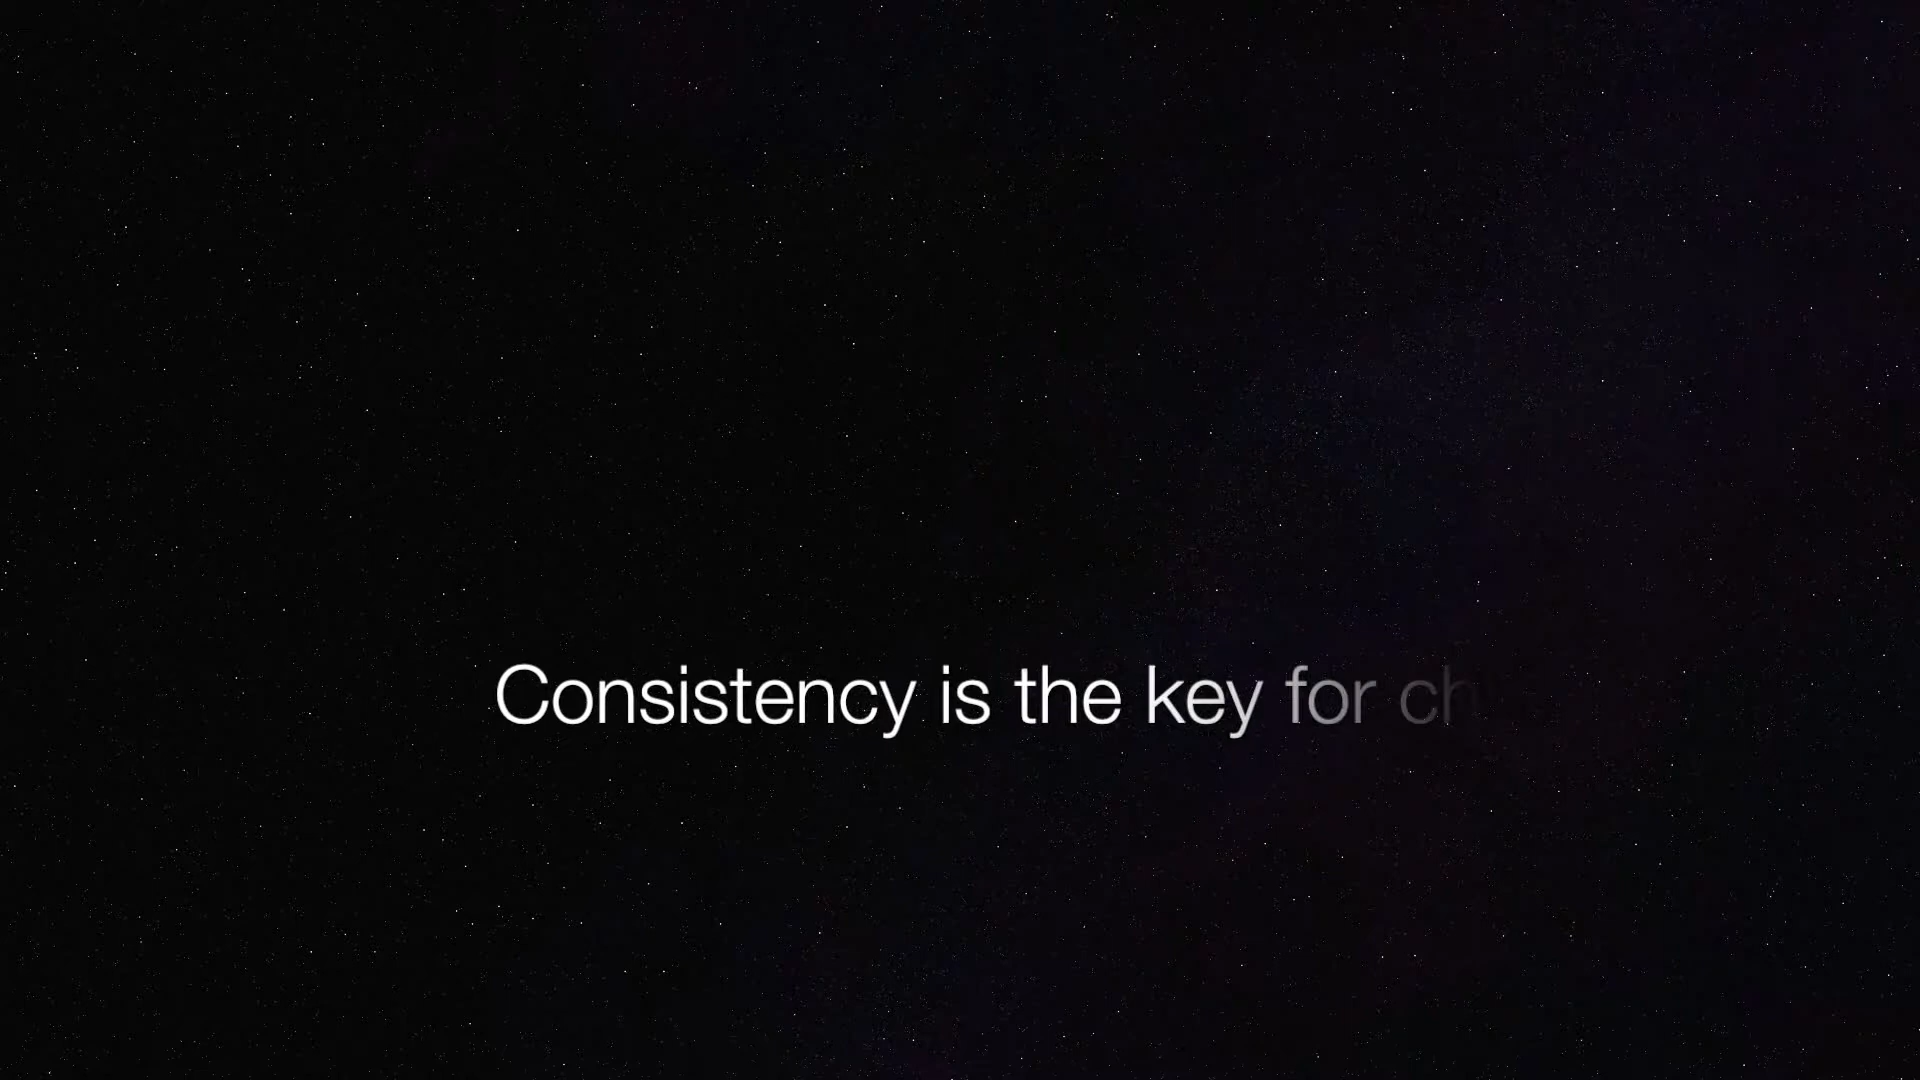 Consistency is the key for